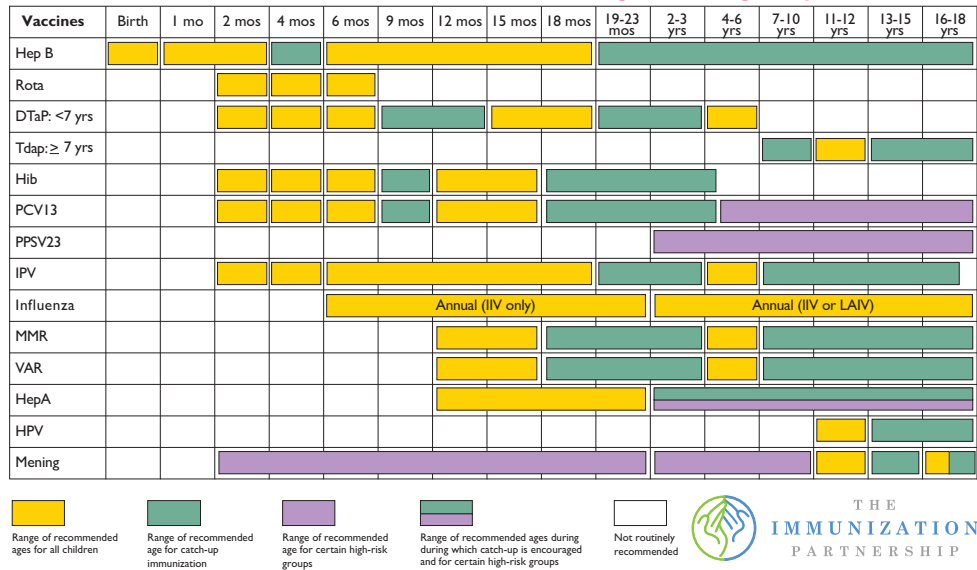 Vaccines Birth 1 mo 2 mos 4 mos 6 mos 9 mos 12 mos 15 mos 18 mos 19-23 mos 2-3 yrs 4-6 yrs 7-10 yrs 11-12 yrs 13-15 yrs 16-18 yrs
Hep B
Rota
DTaP: <7 yrs
Tdap: ≥ 7 yrs
Hib
PCV13
PPSV23
IPV
Influenza Annual (IIV only) Annual (IIV or LAIV)
MMR
VAR
HepA
HPV
Mening
Range of recommended
ages for all children
Range of recommended
age for catch-up
immunization
Range of recommended
age for certain high-risk
groups
Range of recommended ages during
during which catch-up is encouraged
and for certain high-risk groups
Not routinely
recommended
THE
IMMUNIZATION
PARTNERSHIP